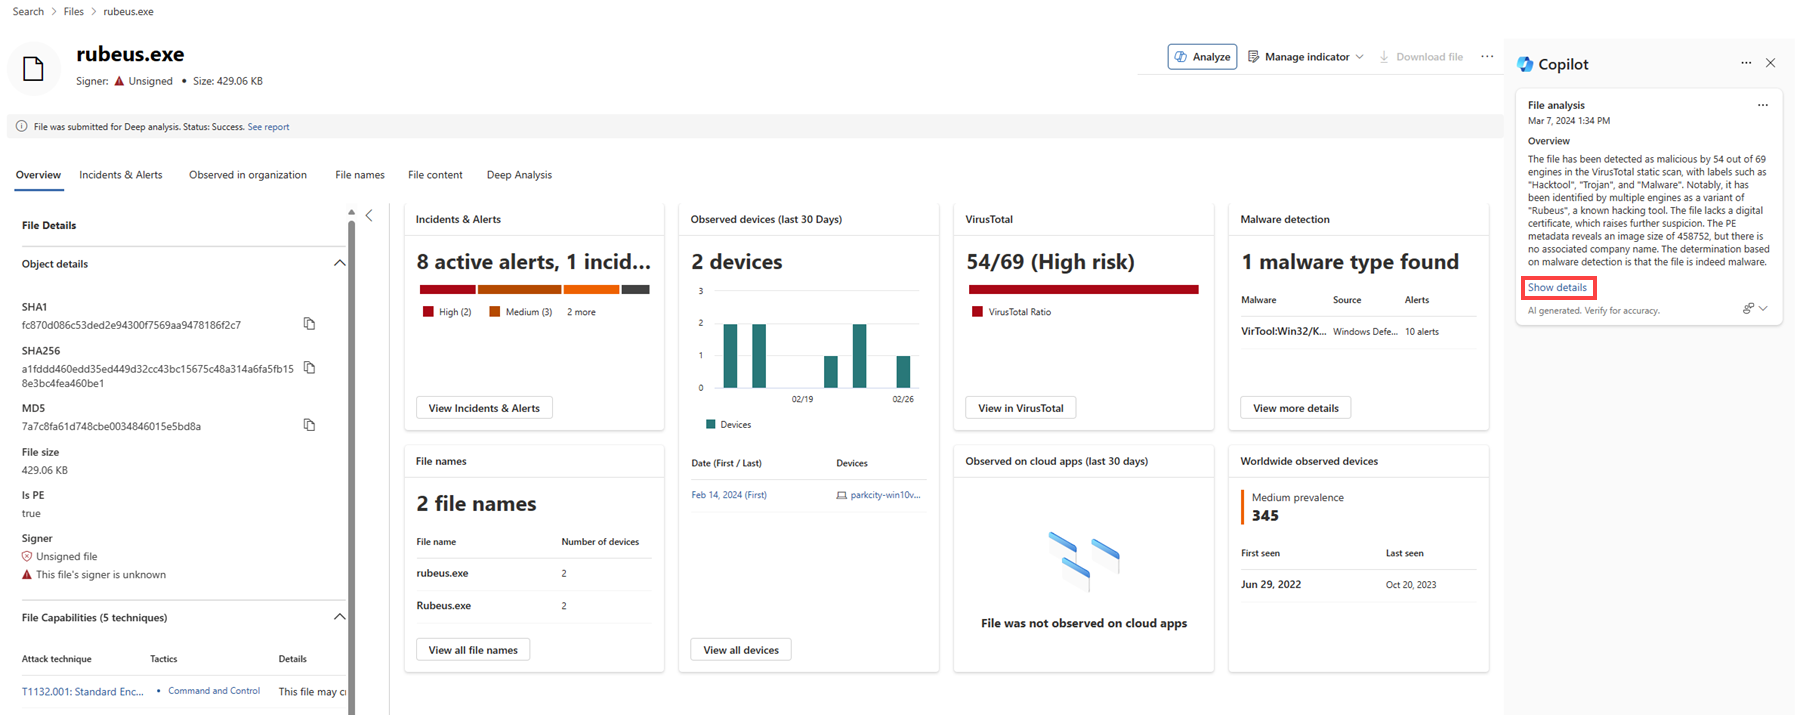 Search > Files > rubeus.exe
rubeus.exe
Signer: Unsigned • Size: 429.06 KB
Analyze
Manage indicator
Download file
File was submitted for Deep analysis. Status: Success. See report
Overview
Incidents & Alerts
Observed in organization
File names
File content
Deep Analysis
File Details
Object details
SHA1
fc870d086c53ded2e94300f7569aa9478186f2c7
SHA256
a1fddd460edd35ed449d32cc43bc15675c48a314a6fa5fb15
8e3bc4fea460be1
MD5
7a7c8fa61d748cbe0034846015e5bd8a
File size
429.06 KB
Is PE
true
Signer
Unsigned file
This file's signer is unknown
File Capabilities (5 techniques)
Attack technique Tactics Details
T1132.001: Standard Enc... • Command and Control This file may cr
Incidents & Alerts
8 active alerts, 1 incid...
High (2) Medium (3) 2 more
View Incidents & Alerts
Observed devices (last 30 Days)
2 devices
3
2
1
0
02/19 02/26
Devices
Date (First / Last) Devices
Feb 14, 2024 (First) parkcity-win10v...
View all devices
VirusTotal
54/69 (High risk)
VirusTotal Ratio
View in VirusTotal
Malware detection
1 malware type found
Malware Source Alerts
VirTool:Win32/K... Windows Defe... 10 alerts
View more details
File names
2 file names
File name Number of devices
rubeus.exe 2
Rubeus.exe 2
View all file names
Observed on cloud apps (last 30 days)
File was not observed on cloud apps
Worldwide observed devices
Medium prevalence
345
First seen Last seen
Jun 29, 2022 Oct 20, 2023
Copilot
File analysis
Mar 7, 2024 1:34 PM
Overview
The file has been detected as malicious by 54 out of 69
engines in the VirusTotal static scan, with labels such as
"Hacktool", "Trojan", and "Malware". Notably, it has
been identified by multiple engines as a variant of
"Rubeus", a known hacking tool. The file lacks a digital
certificate, which raises further suspicion. The PE
metadata reveals an image size of 458752, but there is
no associated company name. The determination based
on malware detection is that the file is indeed malware.
Show details
AI generated. Verify for accuracy.